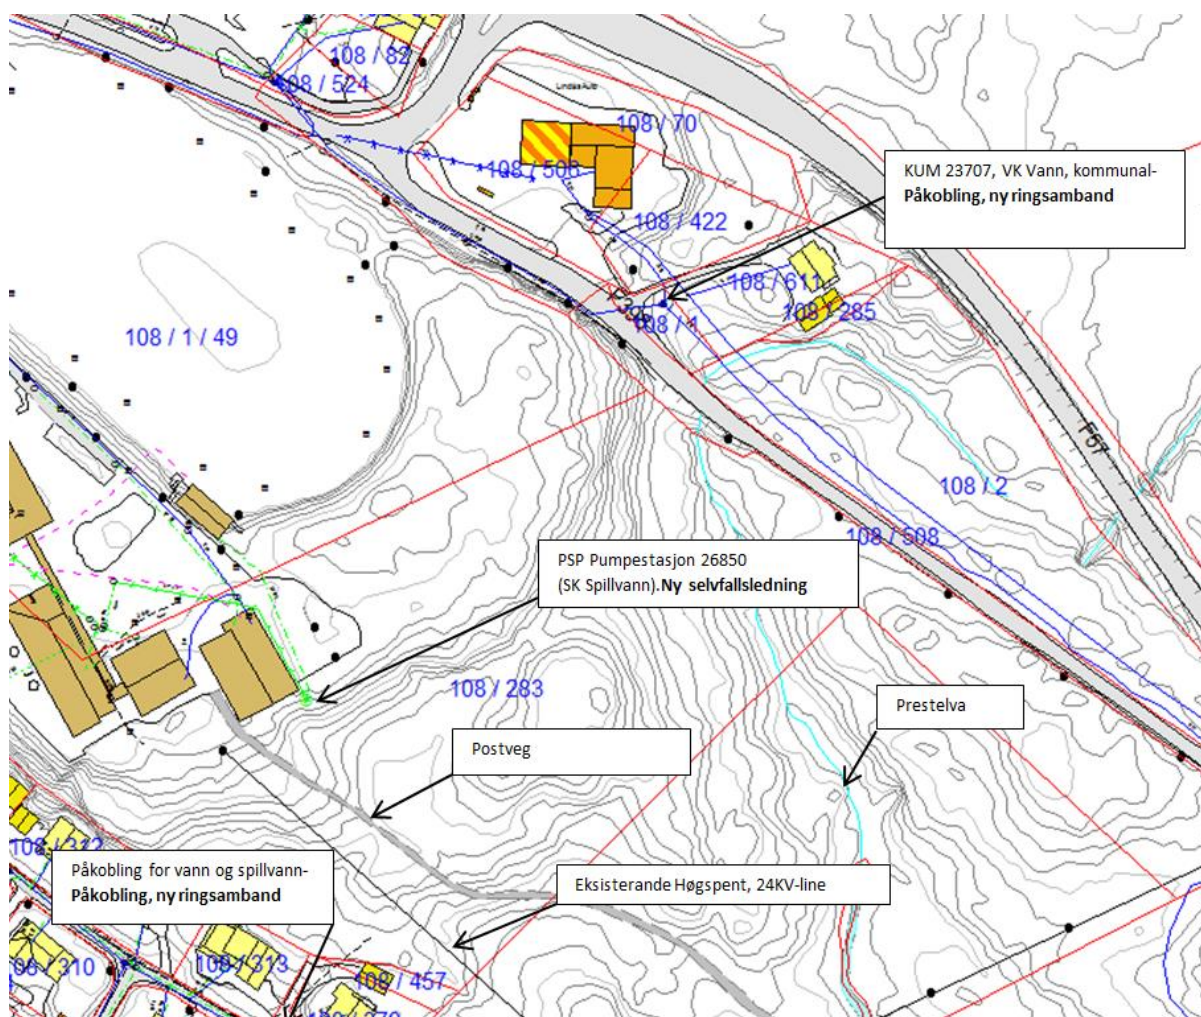 108 / 82
108 / 524
Lindås Auto
108 / 70
108 / 506
KUM 23707, VK Vann, kommunal-
Påkobling, ny ringsamband
108 / 422
108 / 611
108 / 285
108 / 1
108 / 1 / 49
F57
108 / 2
108 / 508
PSP Pumpestasjon 26850
(SK Spillvann).Ny selvfallsledning
108 / 283
Prestelva
Postveg
108 / 312
Påkobling for vann og spillvann-
Påkobling, ny ringsamband
Eksisterande Høgspent, 24KV-line
108 / 310
108 / 313
108 / 457